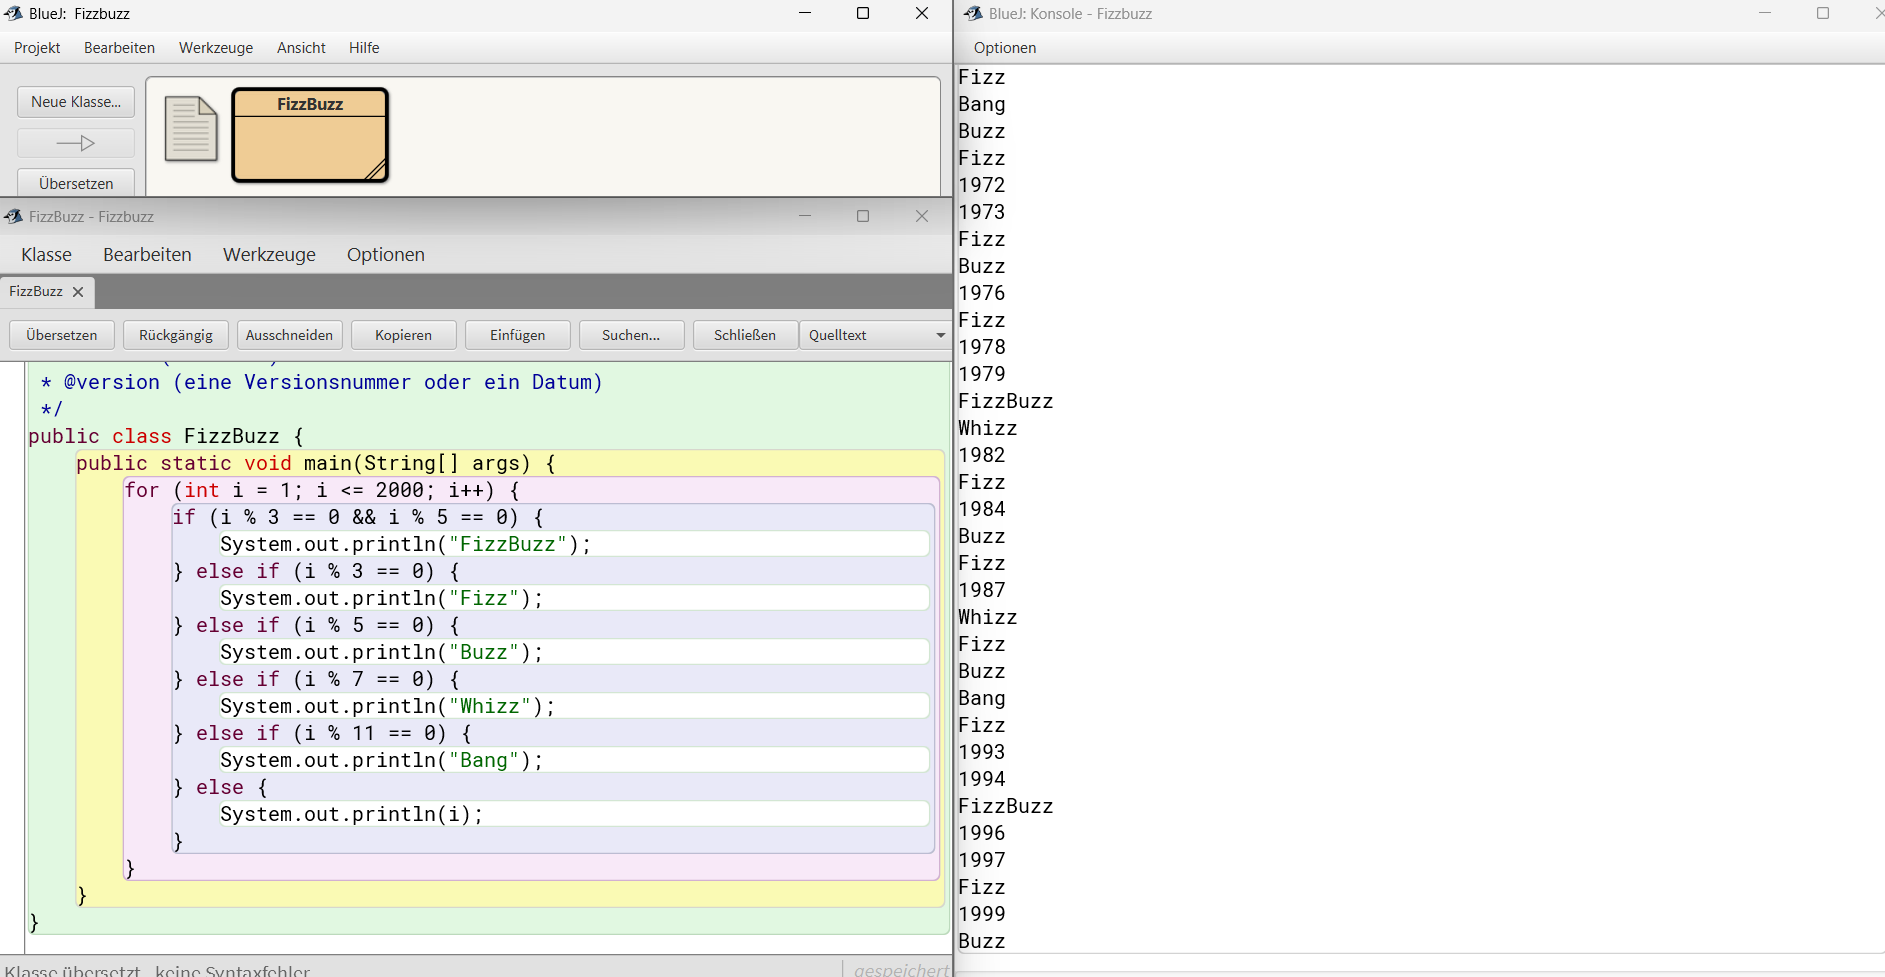 BlueJ: Fizzbuzz
Projekt Bearbeiten Werkzeuge Ansicht Hilfe
Neue Klasse...
FizzBuzz
Übersetzen
FizzBuzz - Fizzbuzz
Klasse Bearbeiten Werkzeuge Optionen
FizzBuzz
Übersetzen Rückgängig Ausschneiden Kopieren Einfügen Suchen... Schließen Quelltext
* @version (eine Versionsnummer oder ein Datum)
*/
public class FizzBuzz {
public static void main(String[] args) {
for (int i = 1; i <= 2000; i++) {
if (i % 3 == 0 && i % 5 == 0) {
System.out.println("FizzBuzz");
} else if (i % 3 == 0) {
System.out.println("Fizz");
} else if (i % 5 == 0) {
System.out.println("Buzz");
} else if (i % 7 == 0) {
System.out.println("Whizz");
} else if (i % 11 == 0) {
System.out.println("Bang");
} else {
System.out.println(i);
}
}
}
}
Klasse übersetzt - keine Syntaxfehler
gespeichert
BlueJ: Konsole - Fizzbuzz
Optionen
Fizz
Bang
Buzz
Fizz
1972
1973
Fizz
Buzz
1976
Fizz
1978
1979
FizzBuzz
Whizz
1982
Fizz
1984
Buzz
Fizz
1987
Whizz
Fizz
Buzz
Bang
Fizz
1993
1994
FizzBuzz
1996
1997
Fizz
1999
Buzz